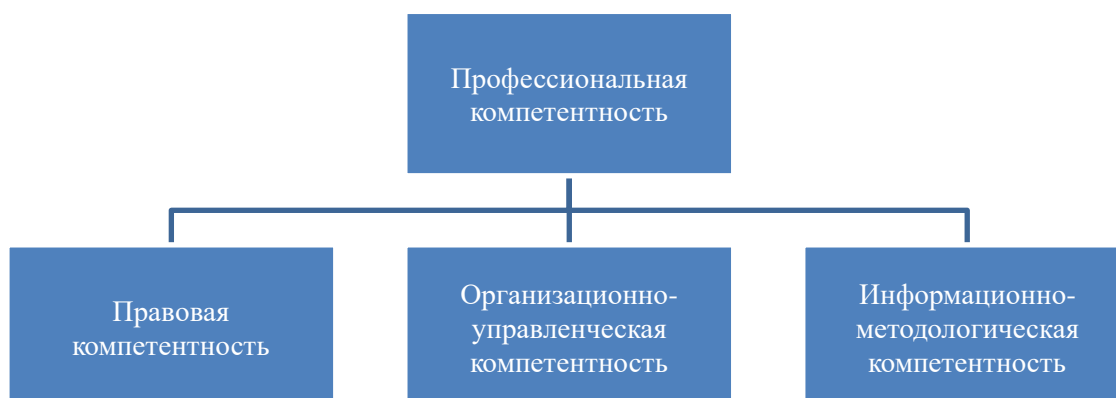 Профессиональная
компетентность
Правовая
компетентность
Организационно-
управленческая
компетентность
Информационно-
методологическая
компетентность